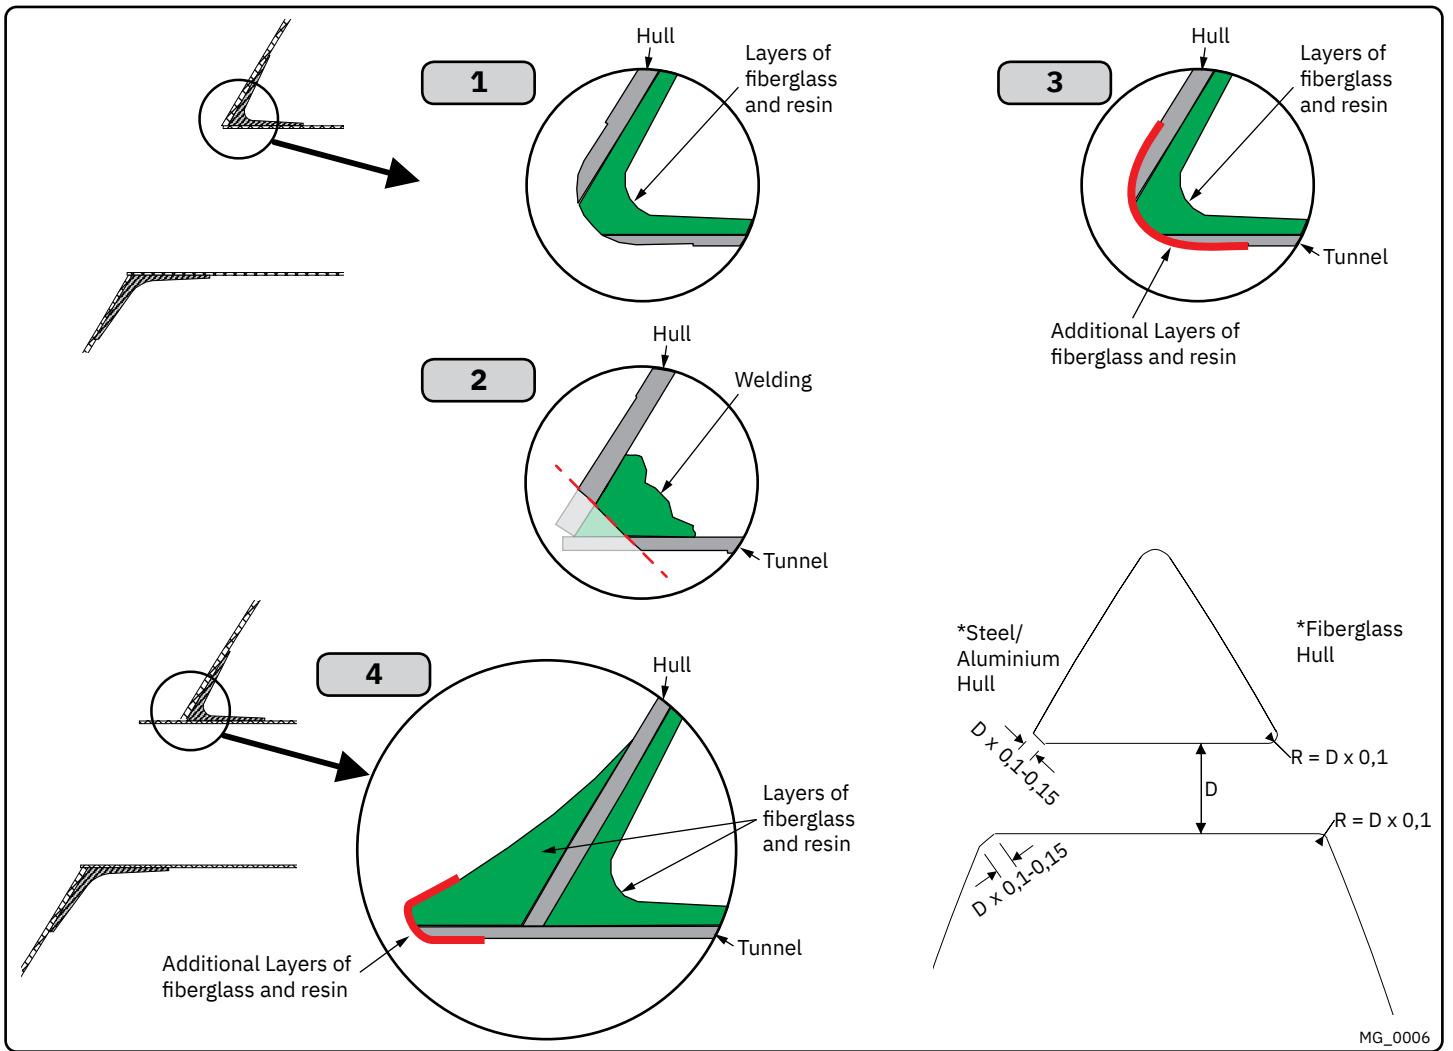 1
Hull
Layers of
fiberglass
and resin
3
Hull
Layers of
fiberglass
and resin
Tunnel
Additional Layers of
fiberglass and resin
2
Hull
Welding
Tunnel
4
Hull
Layers of
fiberglass
and resin
Tunnel
Additional Layers of
fiberglass and resin
*Steel/
Aluminium
Hull
*Fiberglass
Hull
D x 0,1-0,15
R = D x 0,1
D
R = D x 0,1
D x 0,1-0,15
MG_0006